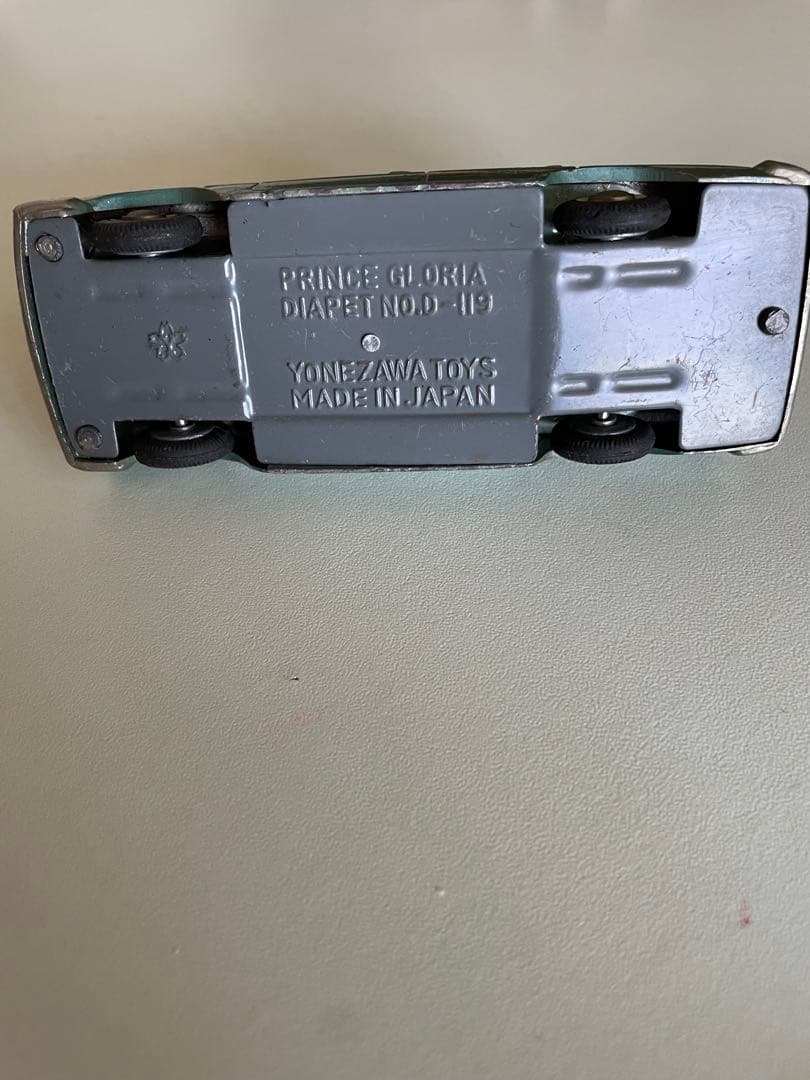 PRINCE GLORIA
DIAPET NO.D-119
YONEZAWA TOYS
MADE IN JAPAN